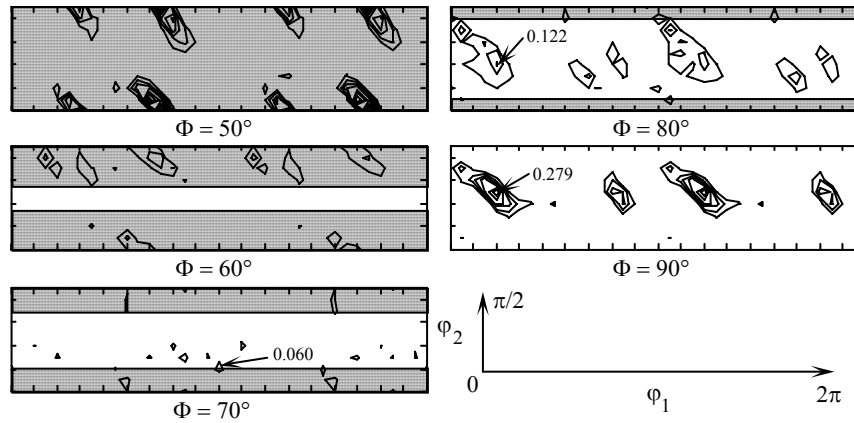 0.122
Φ = 50°
Φ = 80°
0.279
Φ = 60°
Φ = 90°
0.060
Φ = 70°
π/2
φ2
0
φ1
2π